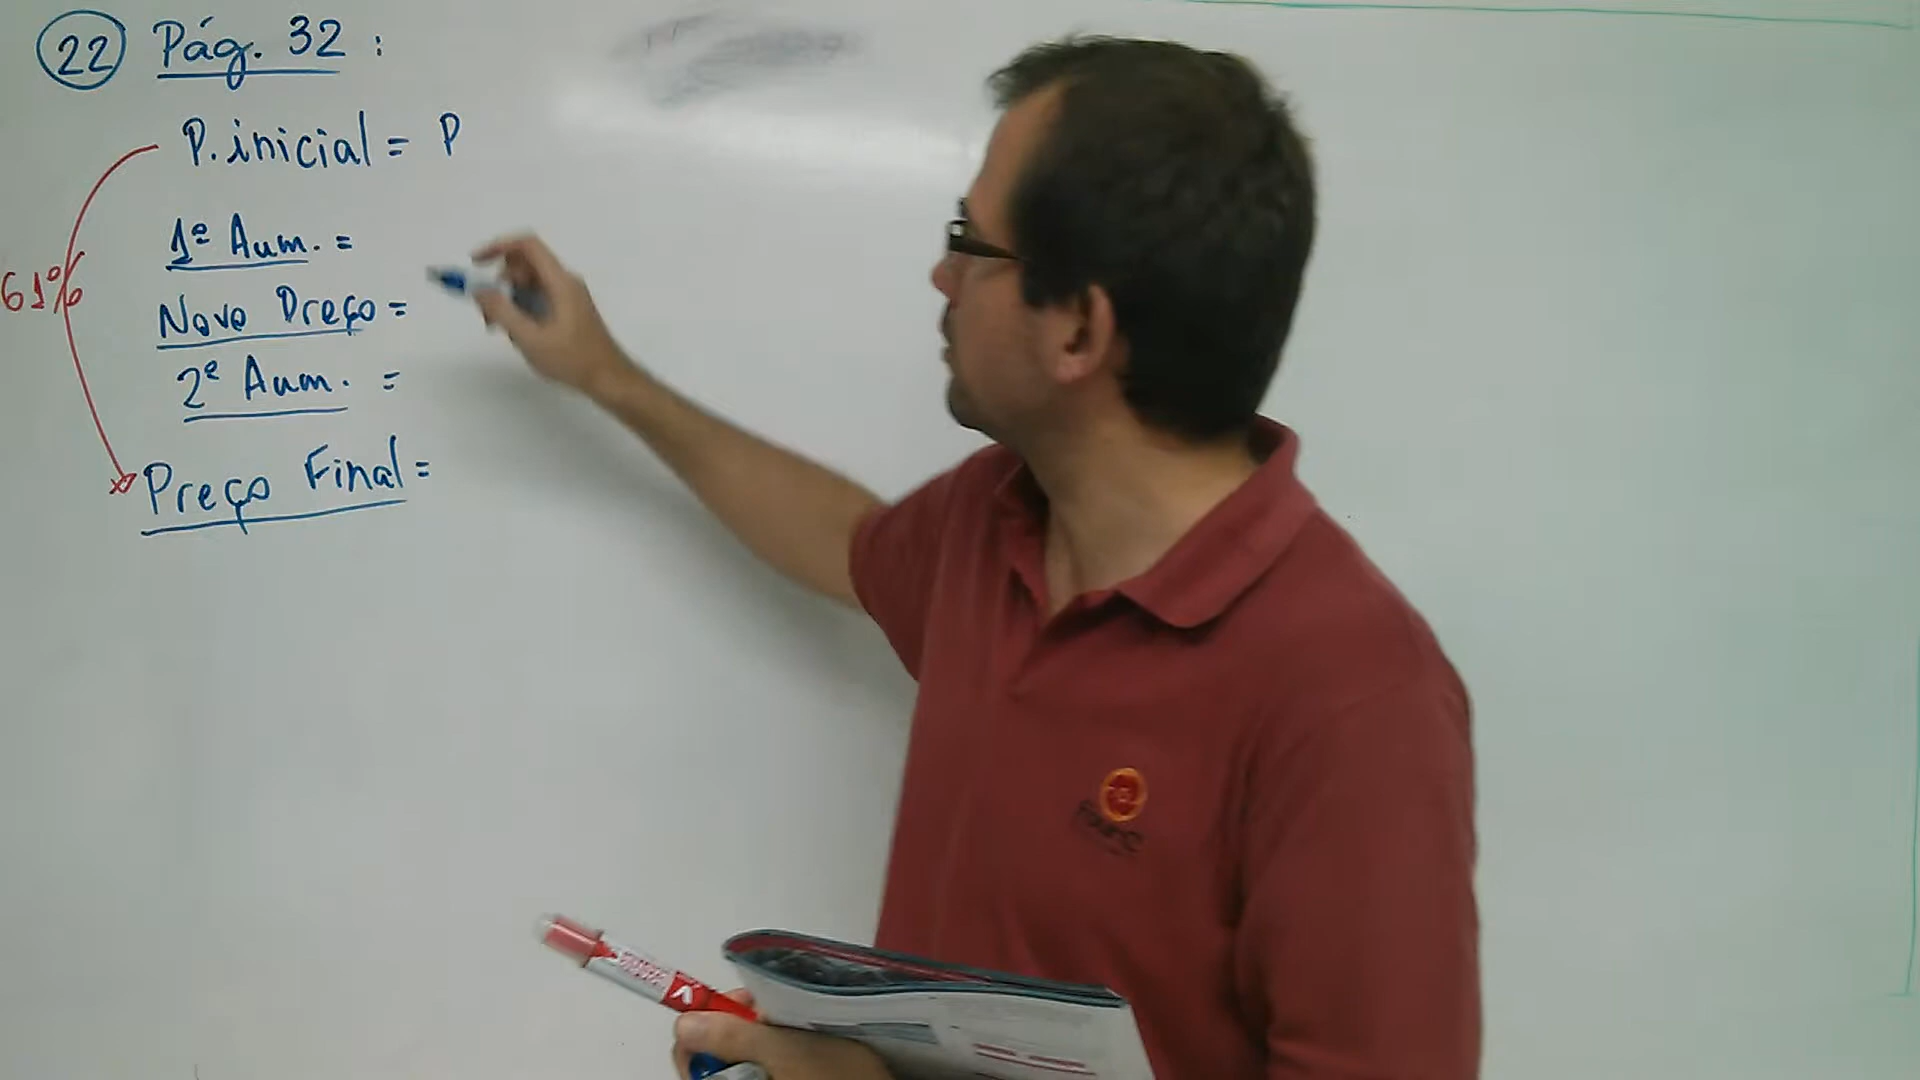 22 Pág. 32:
P. inicial = P
1º Aum. =
61%
Novo Preço =
2º Aum. =
Preço Final =